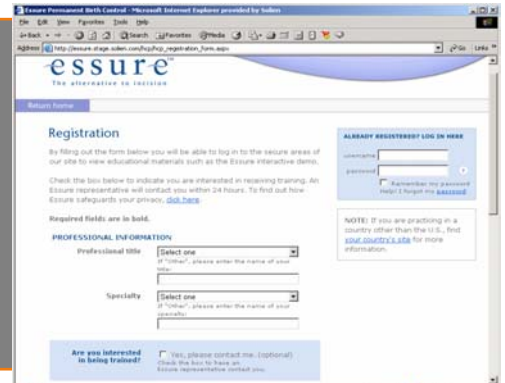 Essure Permanent Birth Control - Microsoft Internet Explorer provided by Solien
File Edit View Favorites Tools Help
Back Search Favorites Media
Address http://essure.stage.solien.com/hcp/hcp_registration_form.aspx Go Links
essure
The alternative to incision
Return home
Registration
By filling out the form below you will be able to log in to the secure areas of
our site to view educational materials such as the Essure interactive demo.
Check the box below to indicate you are interested in receiving training. An
Essure representative will contact you within 24 hours. To find out how
Essure safeguards your privacy, click here.
Required fields are in bold.
PROFESSIONAL INFORMATION
Professional title Select one
If "Other", please enter the name of your
title:
Specialty Select one
If "Other", please enter the name of your
specialty:
Are you interested
in being trained?
Yes, please contact me. (optional)
Check the box to have an
Essure representative contact you.
ALREADY REGISTERED? LOG IN HERE
username
password
Remember my password
Help! I forgot my password
NOTE: If you are practicing in a
country other than the U.S., find
your country's site for more
information.